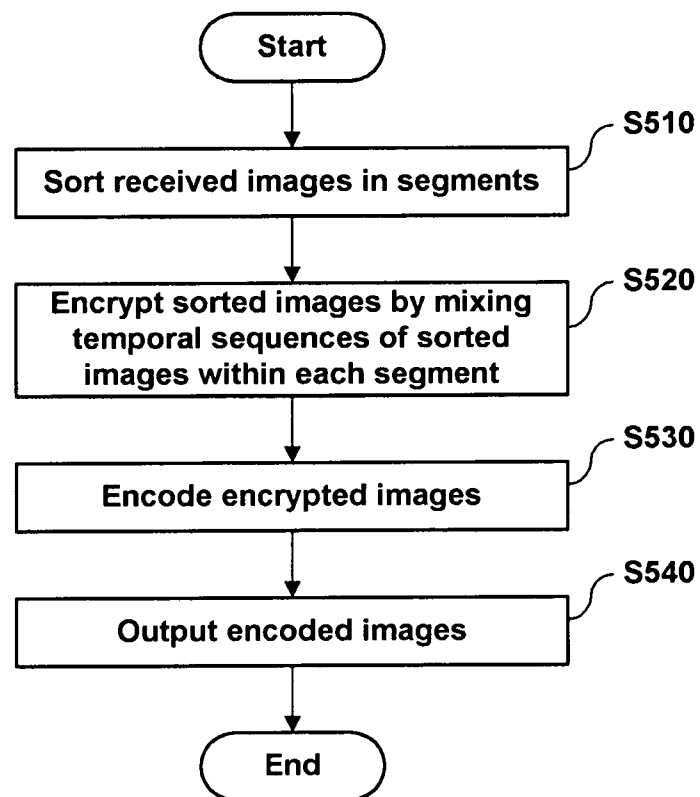 Start
S510
Sort received images in segments
S520
Encrypt sorted images by mixing
temporal sequences of sorted
images within each segment
S530
Encode encrypted images
S540
Output encoded images
End